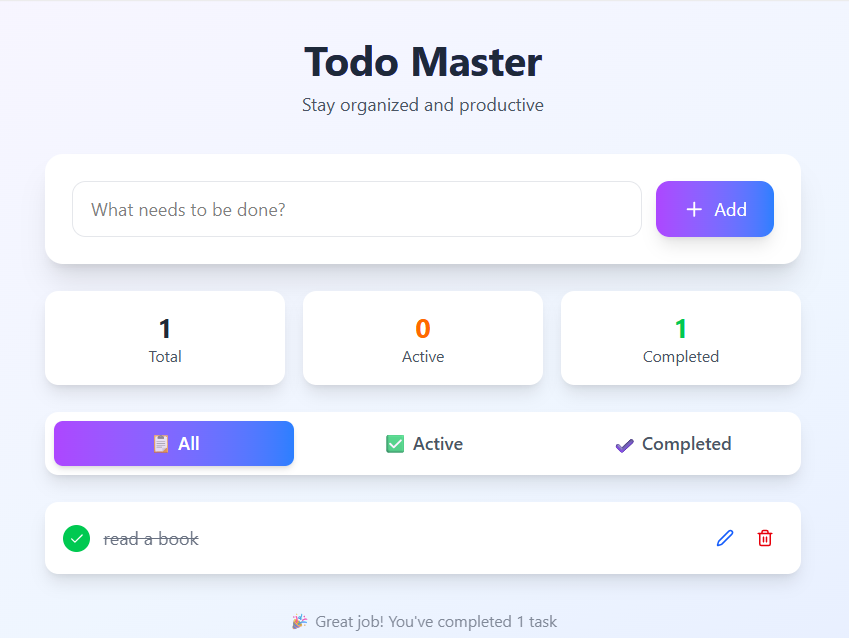 Todo Master
Stay organized and productive
What needs to be done?
+ Add
1
Total
0
Active
1
Completed
📋 All
✅ Active
✔️ Completed
read a book
🎉 Great job! You've completed 1 task